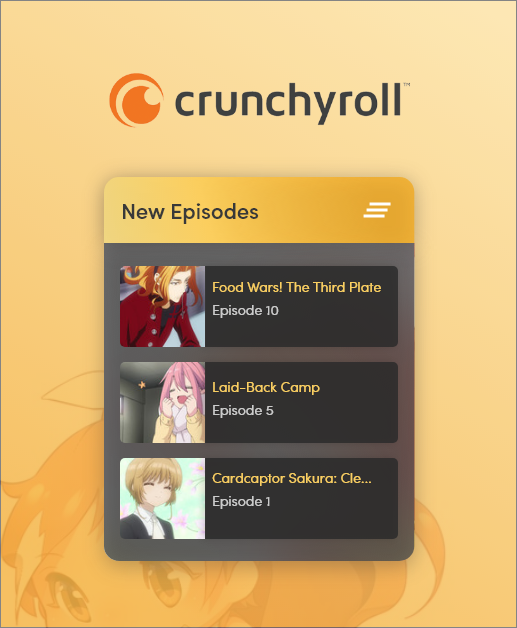 crunchyroll™
New Episodes
Food Wars! The Third Plate
Episode 10
Laid-Back Camp
Episode 5
Cardcaptor Sakura: Cle...
Episode 1